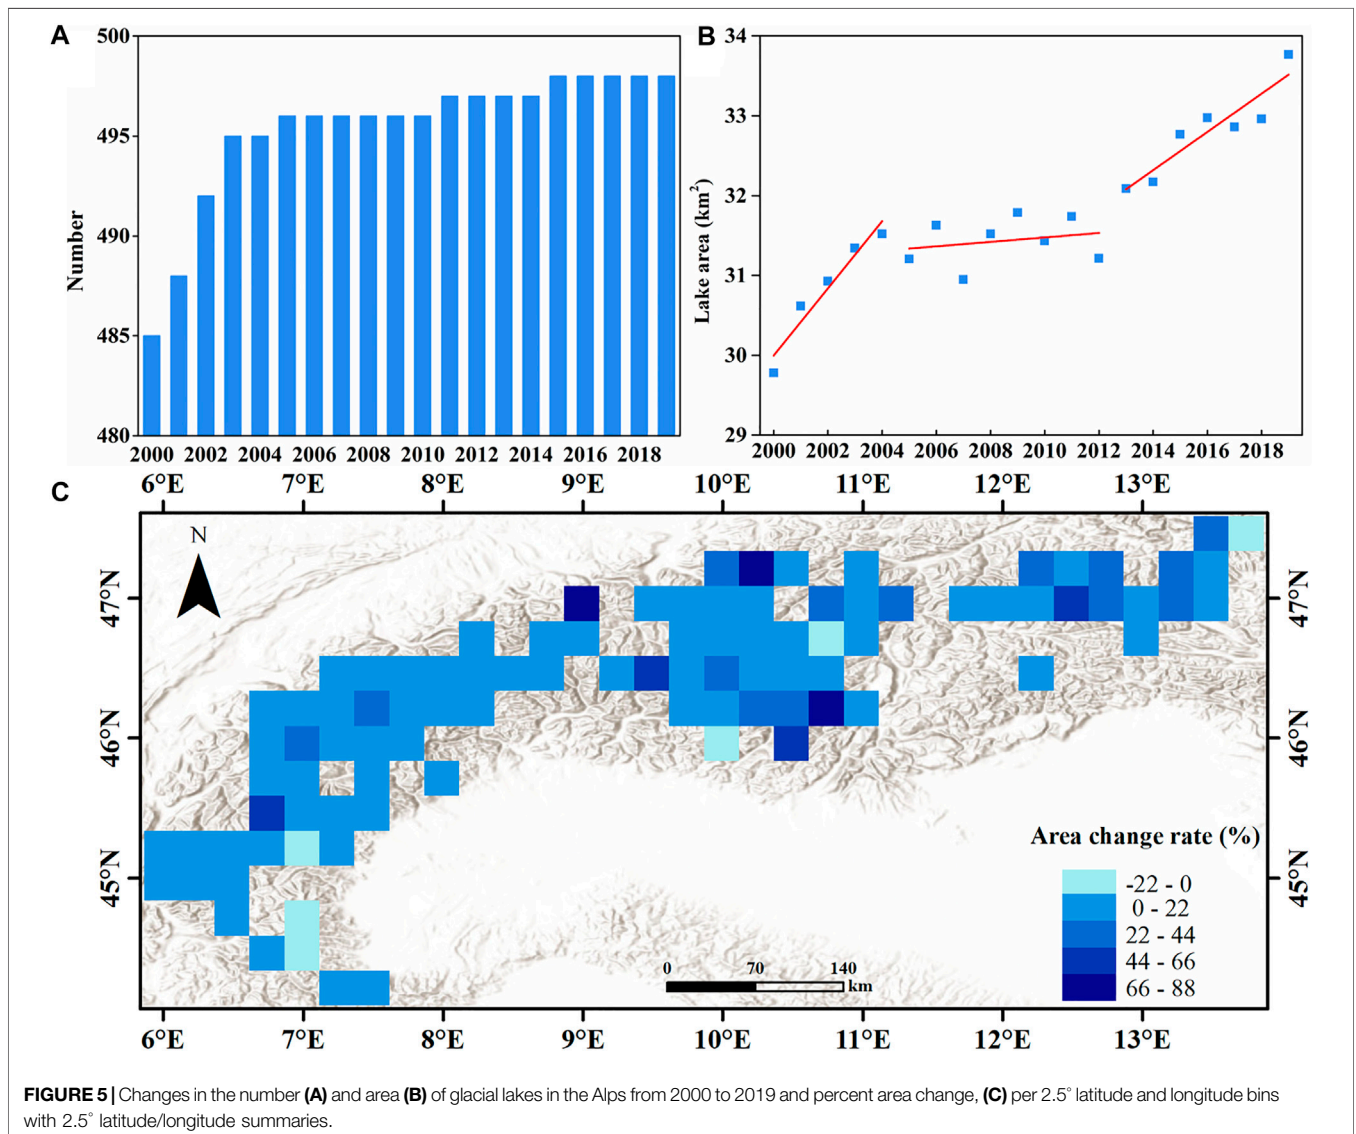 A
500
495
490
485
480
Number
2000 2002 2004 2006 2008 2010 2012 2014 2016 2018
B
34
33
32
31
30
29
Lake area (km²)
2000 2002 2004 2006 2008 2010 2012 2014 2016 2018
C
6°E 7°E 8°E 9°E 10°E 11°E 12°E 13°E
N
47°N
46°N
45°N
47°N
46°N
45°N
Area change rate (%)
-22 - 0
0 - 22
22 - 44
44 - 66
66 - 88
0 70 140
km
6°E 7°E 8°E 9°E 10°E 11°E 12°E 13°E
FIGURE 5 | Changes in the number (A) and area (B) of glacial lakes in the Alps from 2000 to 2019 and percent area change, (C) per 2.5° latitude and longitude bins
with 2.5° latitude/longitude summaries.